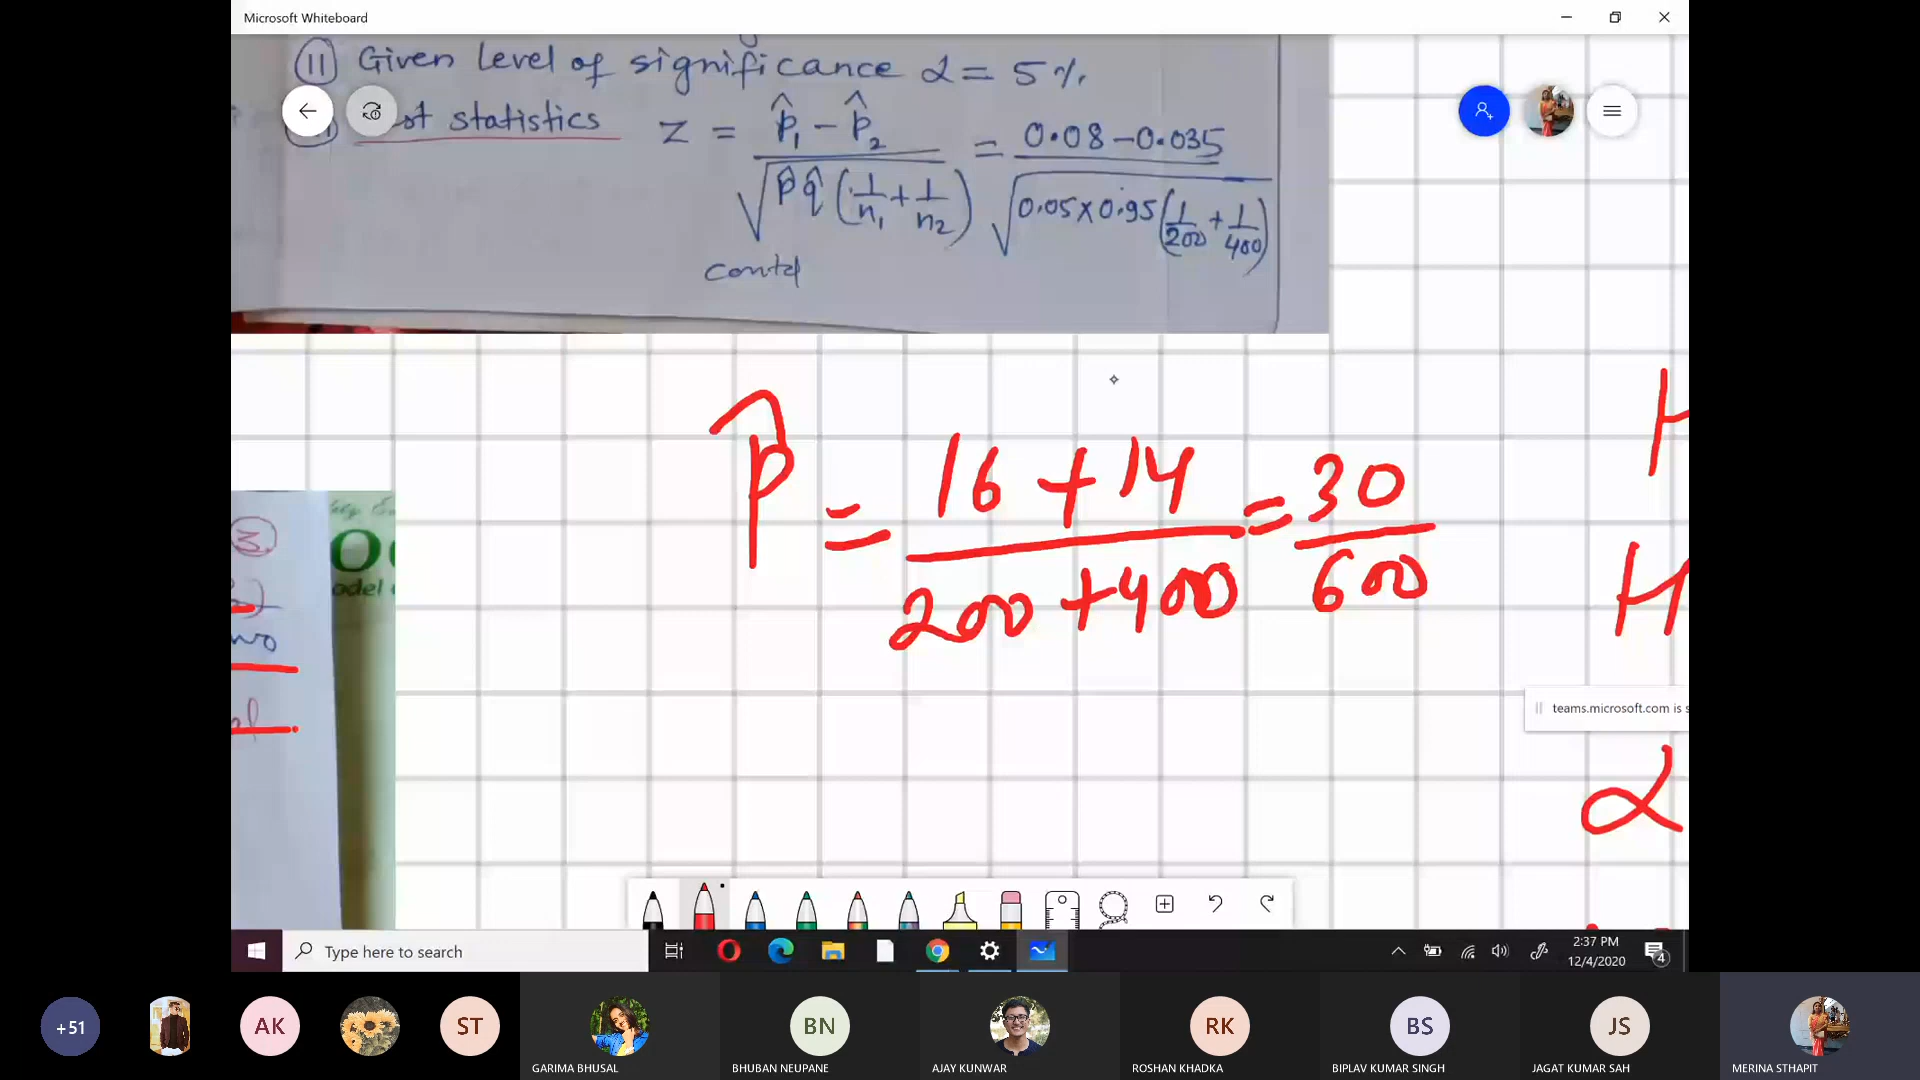 Microsoft Whiteboard
(11) Given level of significance α = 5%
st statistics Z = p̂₁ − p̂₂ / √(p̂ q̂ (1/n₁ + 1/n₂)) = 0.08 − 0.035 / √(0.05 × 0.95 (1/200 + 1/400))
contd
p̂ = 16 + 14 / 200 + 400 = 30 / 600
H
H
α
teams.microsoft.com is s
odel
Type here to search
2:37 PM
12/4/2020
4
+51
AK
ST
BN
RK
BS
JS
GARIMA BHUSAL
BHUBAN NEUPANE
AJAY KUNWAR
ROSHAN KHADKA
BIPLAV KUMAR SINGH
JAGAT KUMAR SAH
MERINA STHAPIT